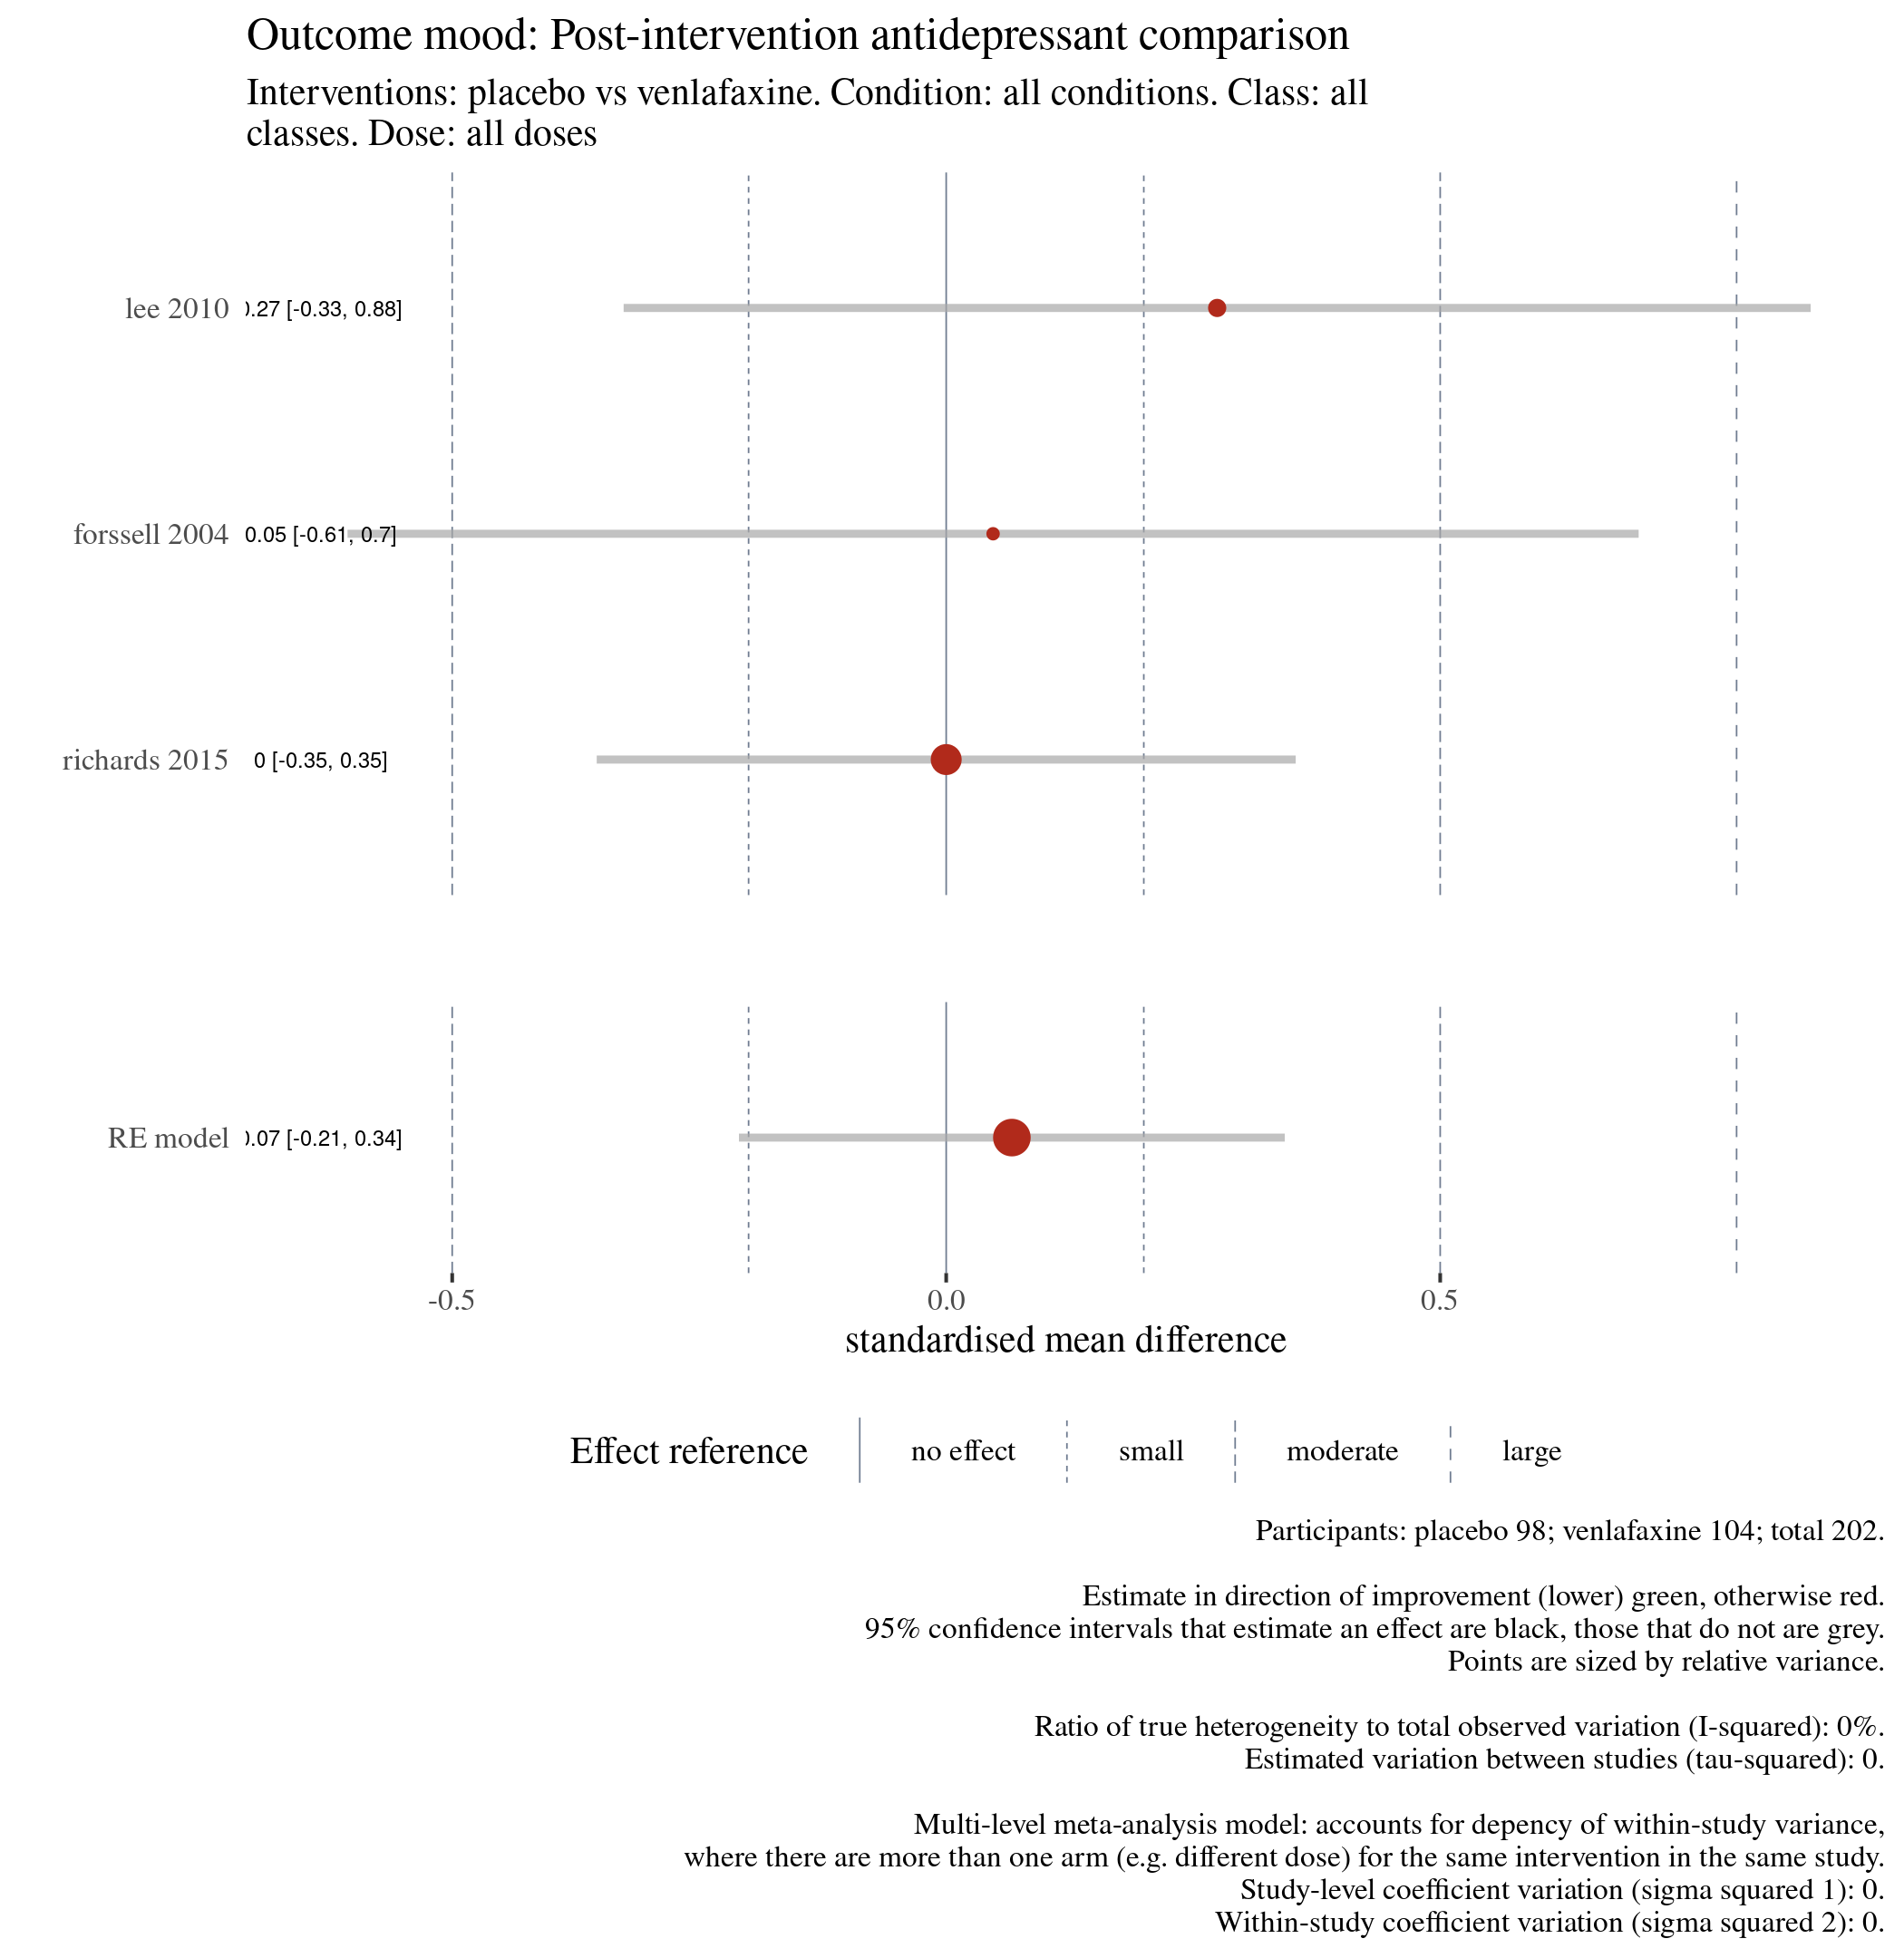 Outcome mood: Post-intervention antidepressant comparison
Interventions: placebo vs venlafaxine. Condition: all conditions. Class: all
classes. Dose: all doses
lee 2010 0.27 [-0.33, 0.88]
forssell 2004 0.05 [-0.61, 0.7]
richards 2015 0 [-0.35, 0.35]
RE model 0.07 [-0.21, 0.34]
-0.5 0.0 0.5
standardised mean difference
Effect reference no effect small moderate large
Participants: placebo 98; venlafaxine 104; total 202.
Estimate in direction of improvement (lower) green, otherwise red.
95% confidence intervals that estimate an effect are black, those that do not are grey.
Points are sized by relative variance.
Ratio of true heterogeneity to total observed variation (I-squared): 0%.
Estimated variation between studies (tau-squared): 0.
Multi-level meta-analysis model: accounts for depency of within-study variance,
where there are more than one arm (e.g. different dose) for the same intervention in the same study.
Study-level coefficient variation (sigma squared 1): 0.
Within-study coefficient variation (sigma squared 2): 0.